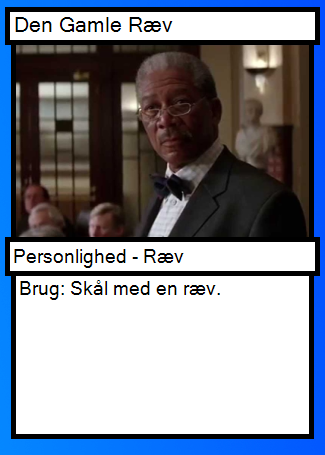 Den Gamle Ræv
Personlighed - Ræv
Brug: Skål med en ræv.